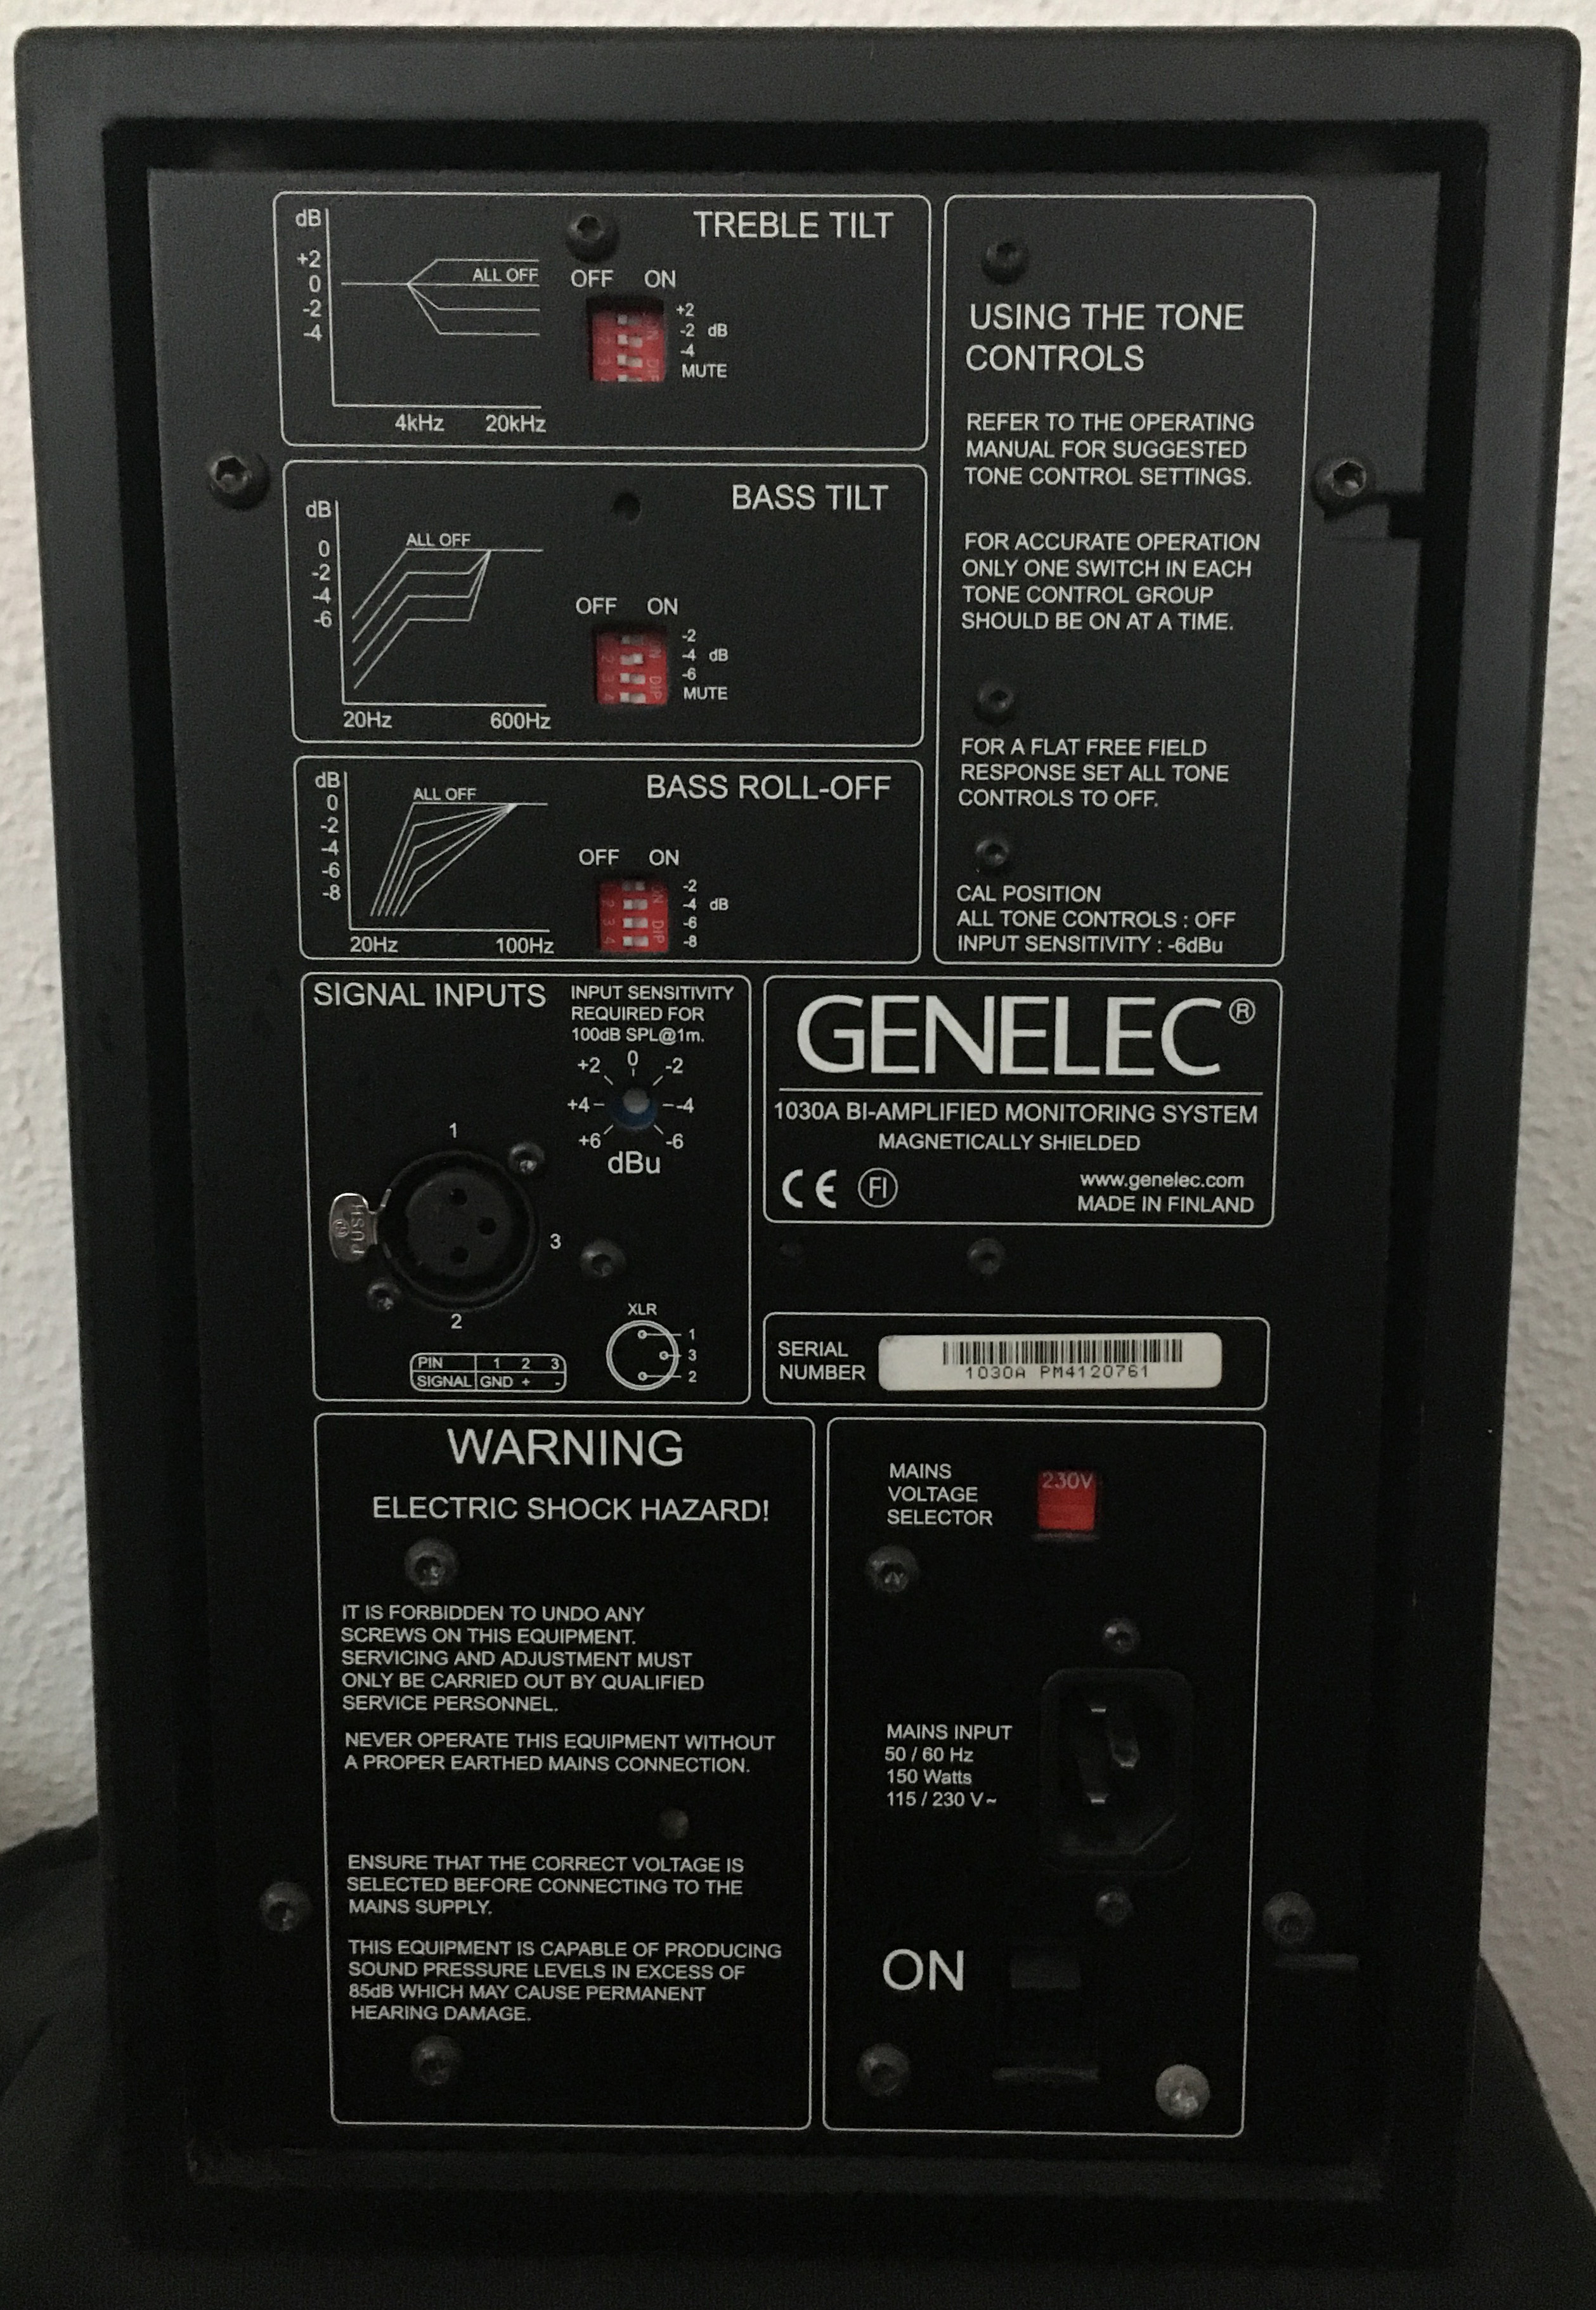 TREBLE TILT
dB
+2
0
-2
-4
ALL OFF
4kHz 20kHz
OFF ON
+2
-2 dB
-4
MUTE
BASS TILT
dB
0
-2
-4
-6
ALL OFF
20Hz 600Hz
OFF ON
-2
-4 dB
-6
MUTE
ON
DIP
2
3
4
BASS ROLL-OFF
dB
0
-2
-4
-6
-8
ALL OFF
20Hz 100Hz
OFF ON
-2
-4 dB
-6
-8
DIP
2
3
4
USING THE TONE
CONTROLS
REFER TO THE OPERATING
MANUAL FOR SUGGESTED
TONE CONTROL SETTINGS.
FOR ACCURATE OPERATION
ONLY ONE SWITCH IN EACH
TONE CONTROL GROUP
SHOULD BE ON AT A TIME.
FOR A FLAT FREE FIELD
RESPONSE SET ALL TONE
CONTROLS TO OFF.
CAL POSITION
ALL TONE CONTROLS : OFF
INPUT SENSITIVITY : -6dBu
SIGNAL INPUTS
INPUT SENSITIVITY
REQUIRED FOR
100dB SPL@1m.
+2 0 -2
+4 -4
+6 -6
dBu
1
PUSH
3
2
XLR
1
3
2
PIN 1 2 3
SIGNAL GND + -
GENELEC®
1030A BI-AMPLIFIED MONITORING SYSTEM
MAGNETICALLY SHIELDED
CE FI
www.genelec.com
MADE IN FINLAND
SERIAL
NUMBER
1030A PM4120761
WARNING
ELECTRIC SHOCK HAZARD!
IT IS FORBIDDEN TO UNDO ANY
SCREWS ON THIS EQUIPMENT.
SERVICING AND ADJUSTMENT MUST
ONLY BE CARRIED OUT BY QUALIFIED
SERVICE PERSONNEL.
NEVER OPERATE THIS EQUIPMENT WITHOUT
A PROPER EARTHED MAINS CONNECTION.
ENSURE THAT THE CORRECT VOLTAGE IS
SELECTED BEFORE CONNECTING TO THE
MAINS SUPPLY.
THIS EQUIPMENT IS CAPABLE OF PRODUCING
SOUND PRESSURE LEVELS IN EXCESS OF
85dB WHICH MAY CAUSE PERMANENT
HEARING DAMAGE.
MAINS
VOLTAGE
SELECTOR
230V
MAINS INPUT
50 / 60 Hz
150 Watts
115 / 230 V~
ON